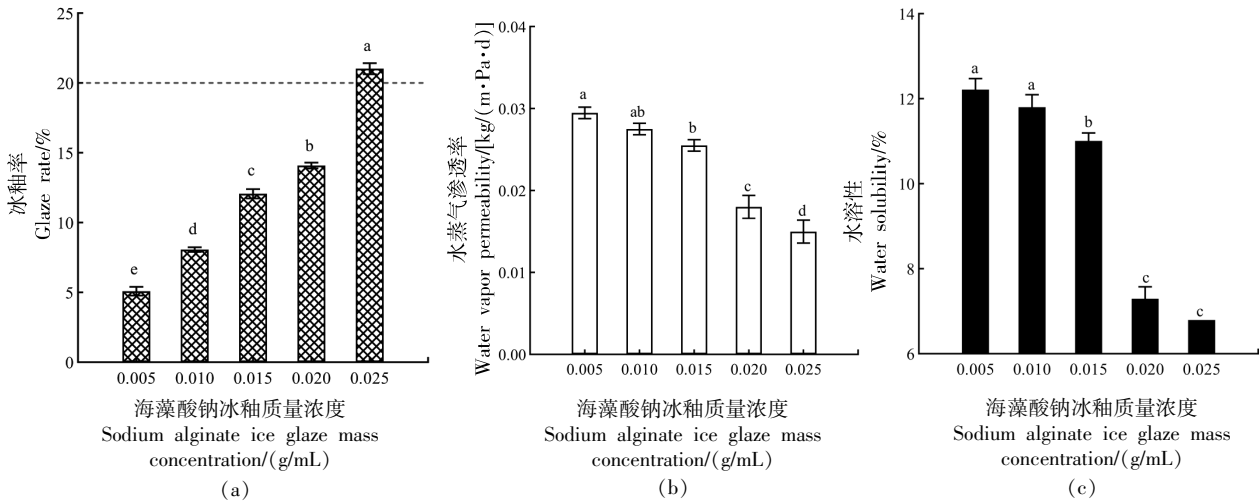 冰釉率
Glaze rate/%
25
20
15
10
5
0
e
d
c
b
a
0.005 0.010 0.015 0.020 0.025
海藻酸钠冰釉质量浓度
Sodium alginate ice glaze mass
concentration/(g/mL)
(a)
水蒸气渗透率
Water vapor permeability/[kg/(m·Pa·d)]
0.04
0.03
0.02
0.01
0.00
a
ab
b
c
d
0.005 0.010 0.015 0.020 0.025
海藻酸钠冰釉质量浓度
Sodium alginate ice glaze mass
concentration/(g/mL)
(b)
水溶性
Water solubility/%
14
12
10
8
6
a
a
b
c
c
0.005 0.010 0.015 0.020 0.025
海藻酸钠冰釉质量浓度
Sodium alginate ice glaze mass
concentration/(g/mL)
(c)